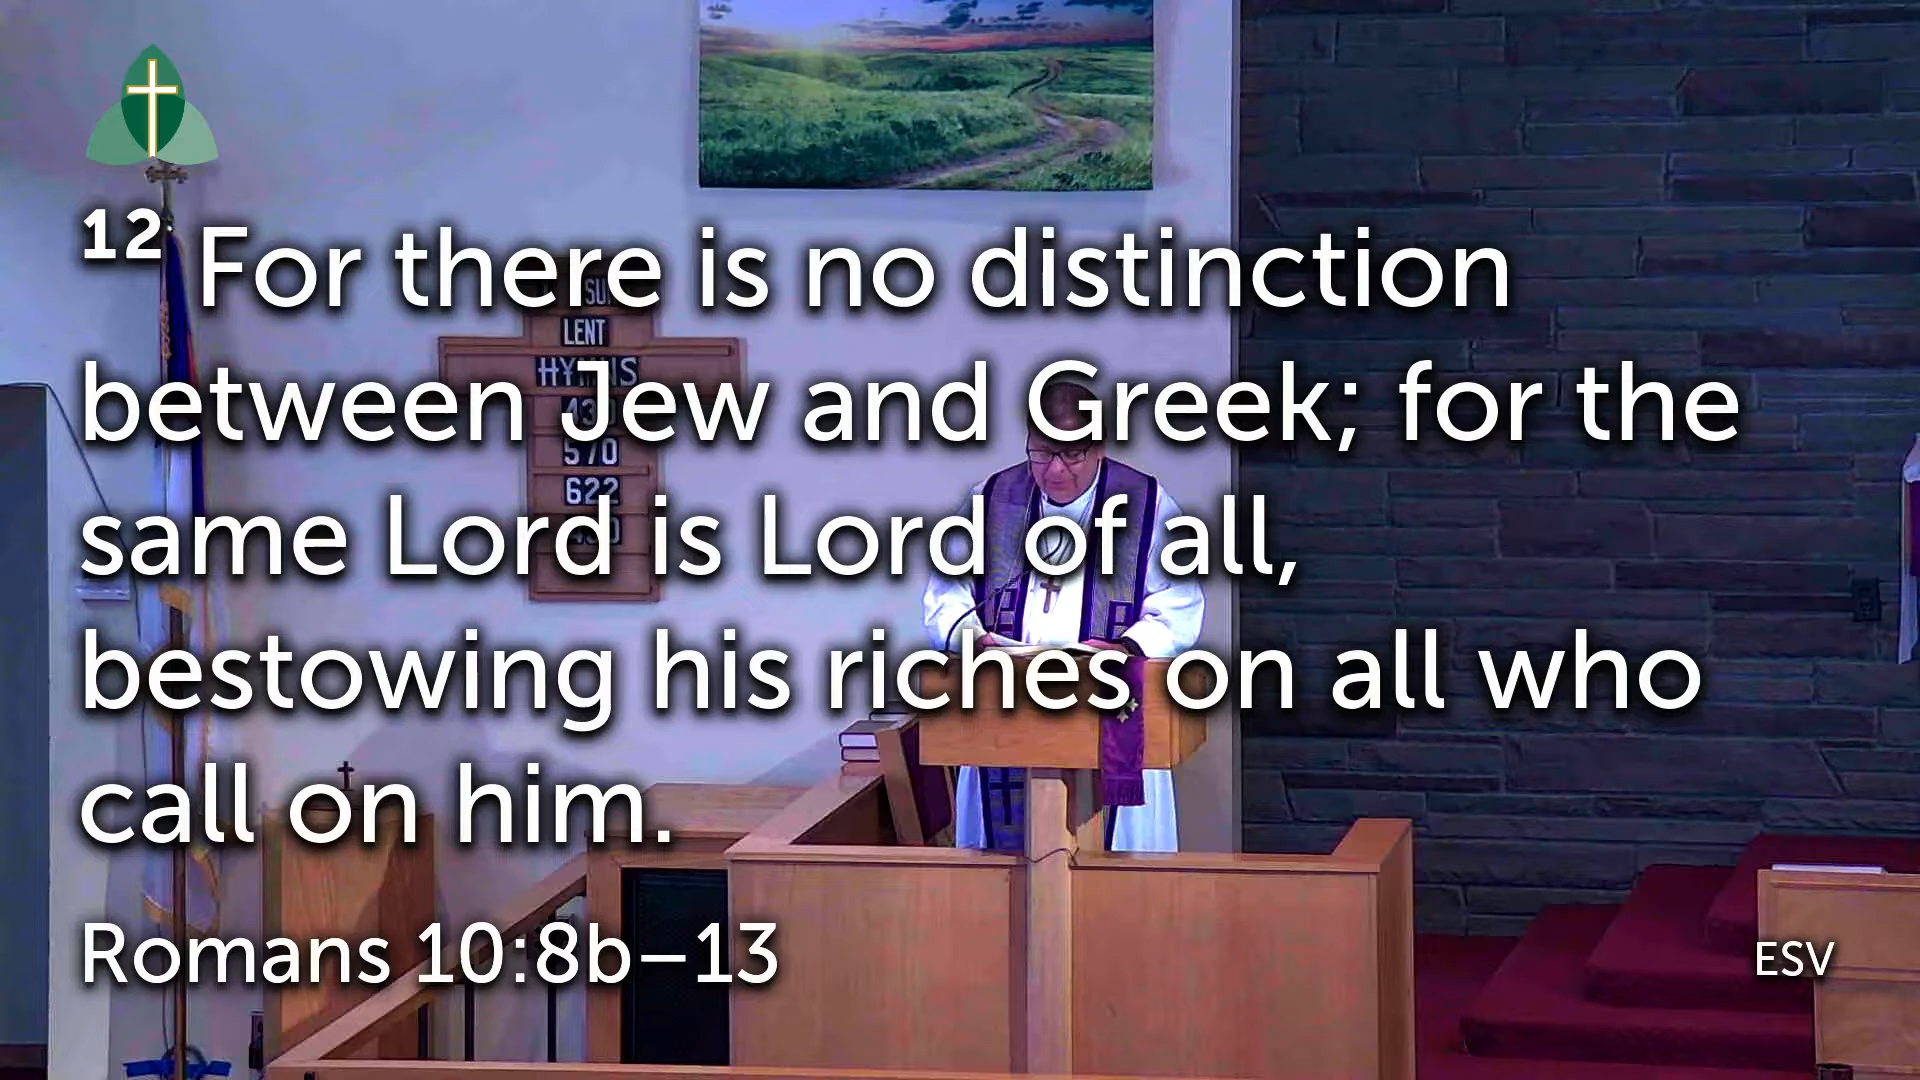 12 For there is no distinction
between Jew and Greek; for the
same Lord is Lord of all,
bestowing his riches on all who
call on him.
Romans 10:8b–13
ESV
LENT
HYMNS
570
622